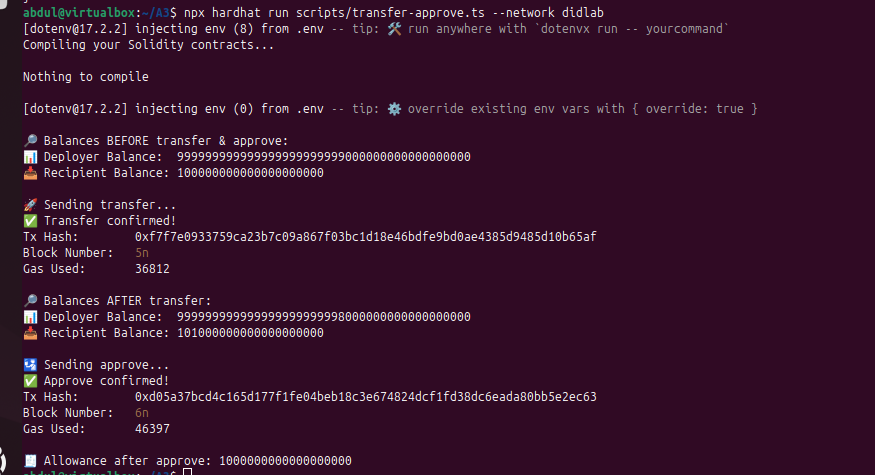 abdul@virtualbox:~/A3$ npx hardhat run scripts/transfer-approve.ts --network didlab
[dotenv@17.2.2] injecting env (8) from .env -- tip: 🛠️ run anywhere with `dotenvx run -- yourcommand`
Compiling your Solidity contracts...
Nothing to compile
[dotenv@17.2.2] injecting env (0) from .env -- tip: ⚙️ override existing env vars with { override: true }
🔎 Balances BEFORE transfer & approve:
📊 Deployer Balance:  999999999999999999999999900000000000000000
📥 Recipient Balance: 100000000000000000000
🚀 Sending transfer...
✅ Transfer confirmed!
Tx Hash:        0xf7f7e0933759ca23b7c09a867f03bc1d18e46bdfe9bd0ae4385d9485d10b65af
Block Number:   5n
Gas Used:       36812
🔎 Balances AFTER transfer:
📊 Deployer Balance:  999999999999999999999999800000000000000000
📥 Recipient Balance: 101000000000000000000
🛂 Sending approve...
✅ Approve confirmed!
Tx Hash:        0xd05a37bcd4c165d177f1fe04beb18c3e674824dcf1fd38dc6eada80bb5e2ec63
Block Number:   6n
Gas Used:       46397
🧾 Allowance after approve: 1000000000000000000
abdul@virtualbox:~/A3$